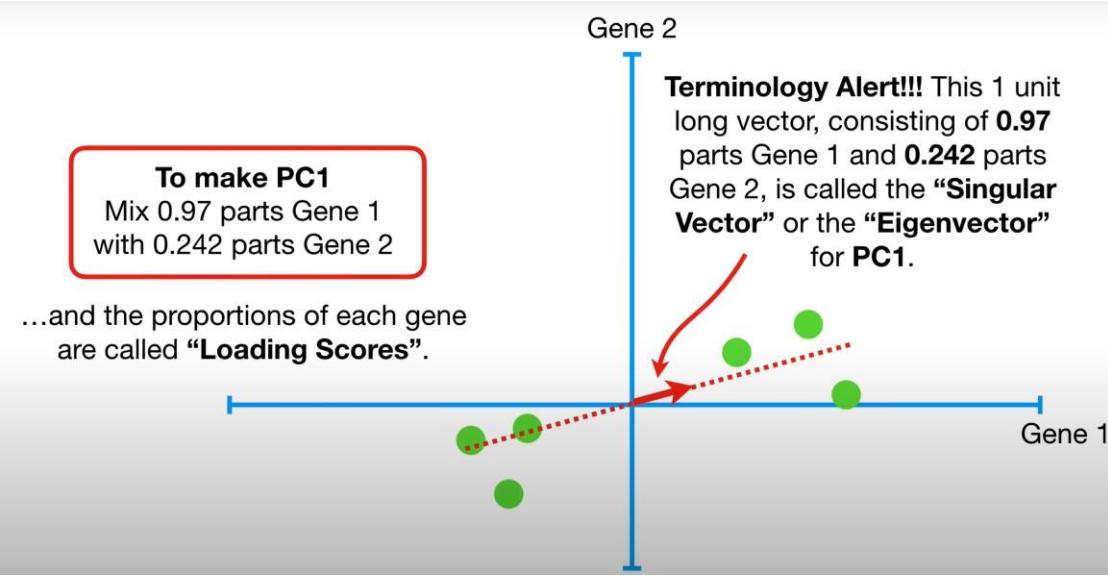 Gene 2
Terminology Alert!!! This 1 unit
long vector, consisting of 0.97
parts Gene 1 and 0.242 parts
Gene 2, is called the “Singular
Vector” or the “Eigenvector”
for PC1.
To make PC1
Mix 0.97 parts Gene 1
with 0.242 parts Gene 2
…and the proportions of each gene
are called “Loading Scores”.
Gene 1